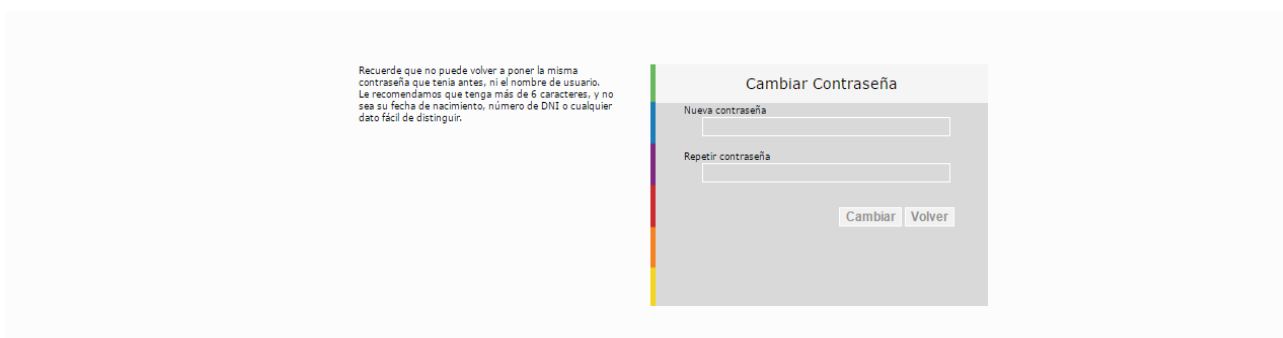 Recuerde que no puede volver a poner la misma
contraseña que tenia antes, ni el nombre de usuario.
Le recomendamos que tenga más de 6 caracteres, y no
sea su fecha de nacimiento, número de DNI o cualquier
dato fácil de distinguir.
Cambiar Contraseña
Nueva contraseña
Repetir contraseña
Cambiar Volver